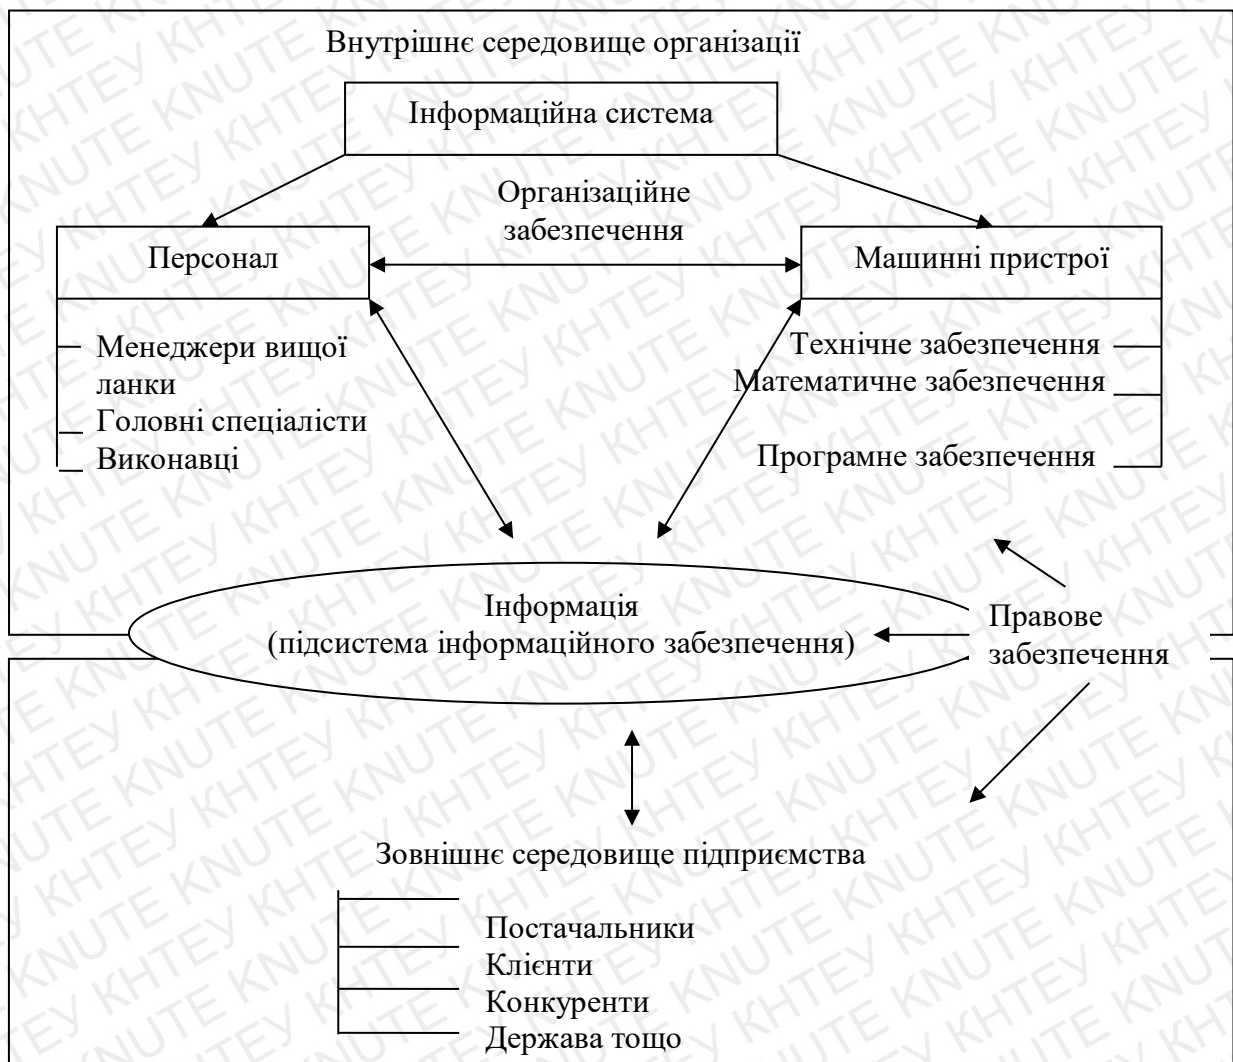 Внутрішнє середовище організації
Інформаційна система
Організаційне
забезпечення
Персонал
Машинні пристрої
Менеджери вищої
ланки
Головні спеціалісти
Виконавці
Технічне забезпечення
Математичне забезпечення
Програмне забезпечення
Інформація
(підсистема інформаційного забезпечення)
Правове
забезпечення
Зовнішнє середовище підприємства
Постачальники
Клієнти
Конкуренти
Держава тощо